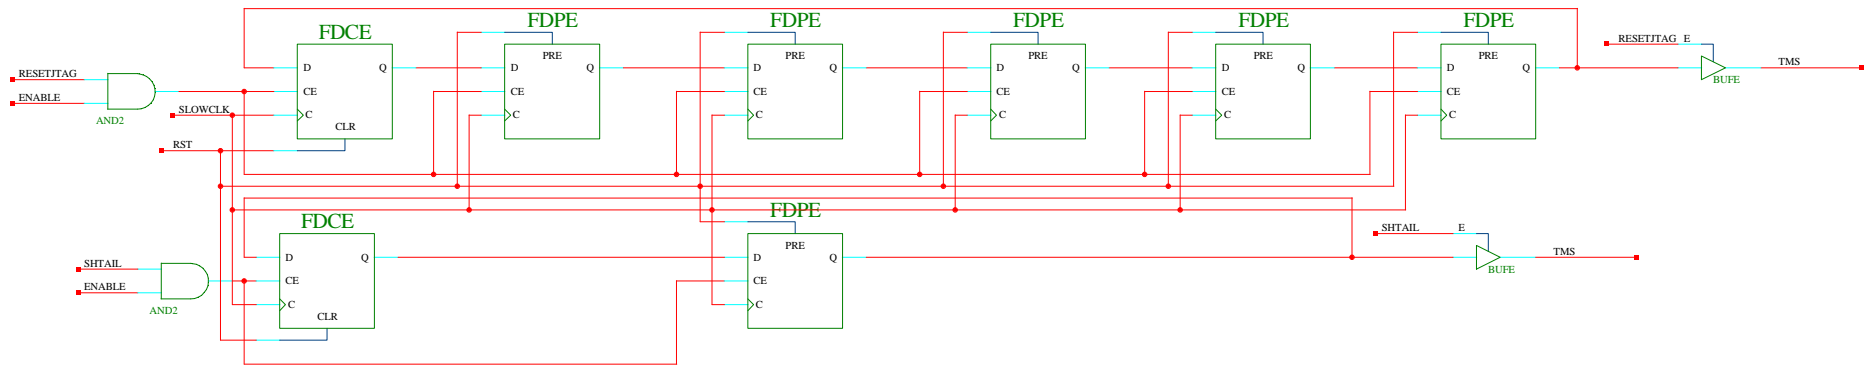 FDCE FDPE FDPE FDPE FDPE FDPE
RESETJTAG E
PRE PRE PRE PRE PRE
D Q D Q D Q D Q D Q D Q TMS
RESETJTAG
BUFE
CE CE CE CE CE CE
ENABLE
SLOWCLK C C C C C C
AND2
CLR
RST
FDCE FDPE
SHTAIL E
PRE
D Q D Q TMS
SHTAIL
BUFE
CE CE
ENABLE
C C
AND2
CLR